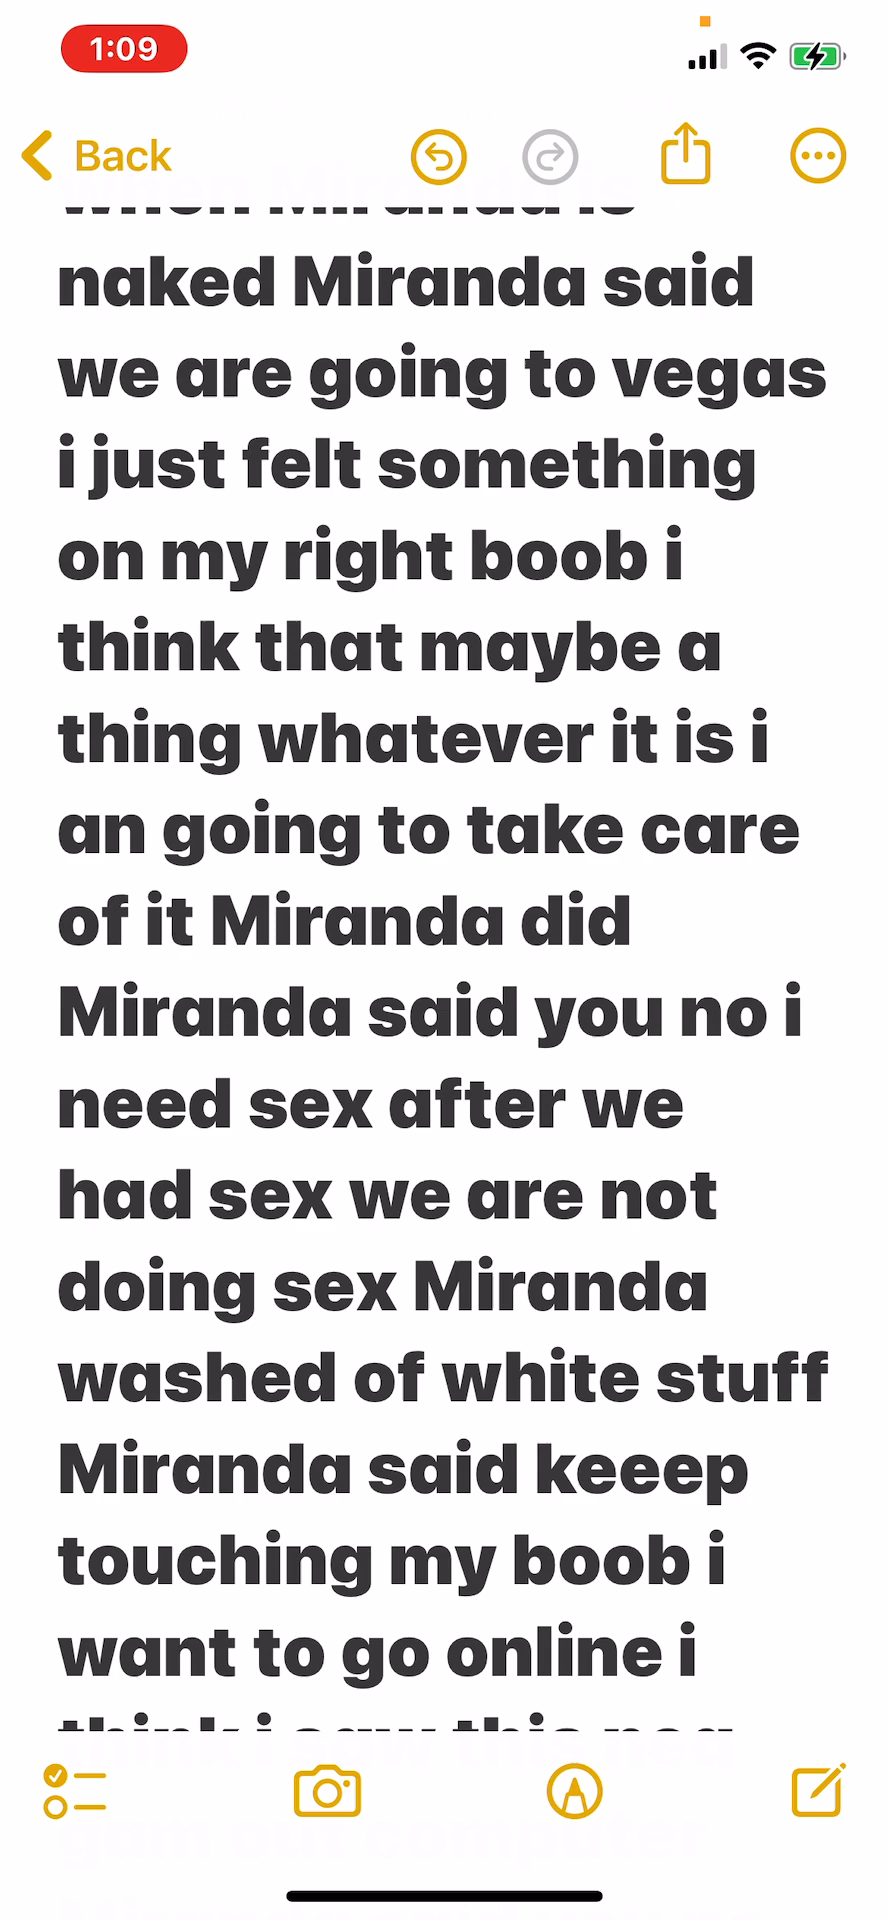 1:09
Back
naked Miranda said
we are going to vegas
i just felt something
on my right boob i
think that maybe a
thing whatever it is i
an going to take care
of it Miranda did
Miranda said you no i
need sex after we
had sex we are not
doing sex Miranda
washed of white stuff
Miranda said keeep
touching my boob i
want to go online i